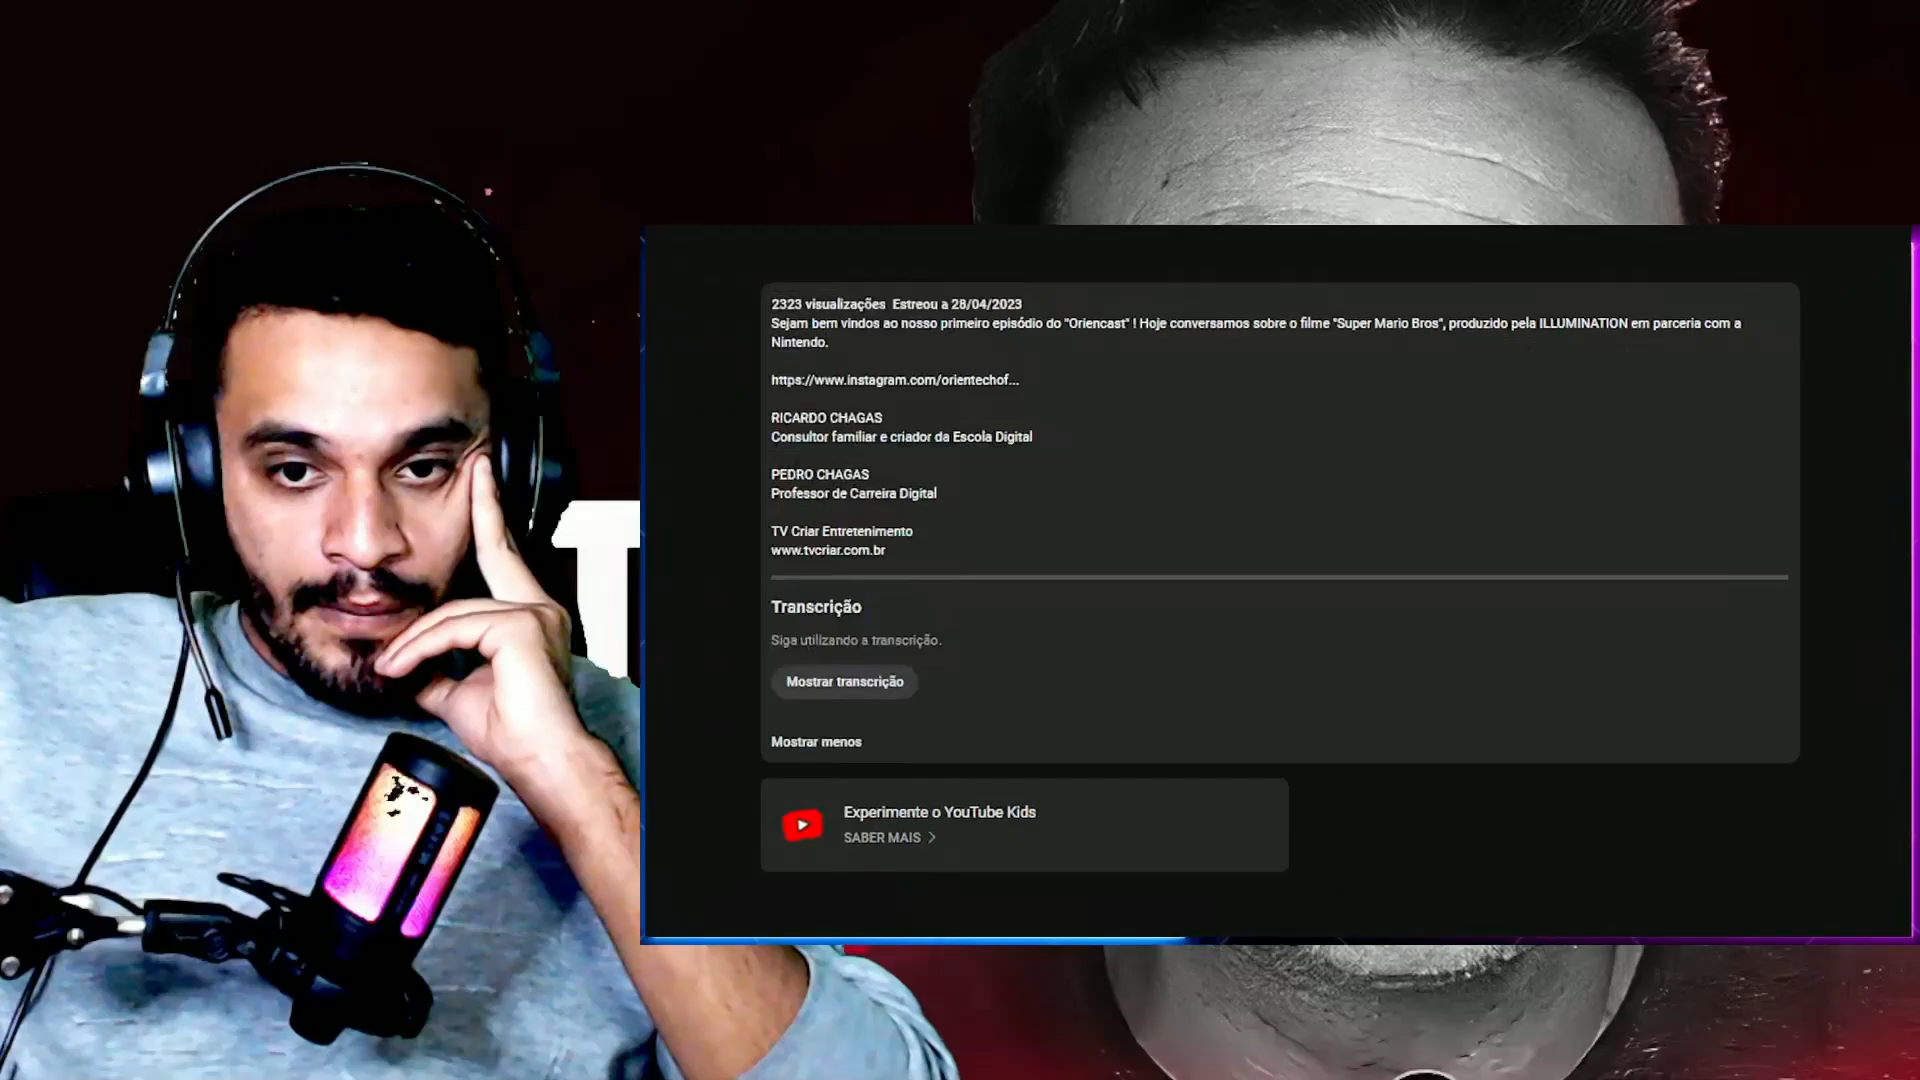 2323 visualizações  Estreou a 28/04/2023
Sejam bem vindos ao nosso primeiro episódio do "Oriencast" ! Hoje conversamos sobre o filme "Super Mario Bros", produzido pela ILLUMINATION em parceria com a
Nintendo.
https://www.instagram.com/orientechof...
RICARDO CHAGAS
Consultor familiar e criador da Escola Digital
PEDRO CHAGAS
Professor de Carreira Digital
TV Criar Entretenimento
www.tvcriar.com.br
Transcrição
Siga utilizando a transcrição.
Mostrar transcrição
Mostrar menos
Experimente o YouTube Kids
SABER MAIS